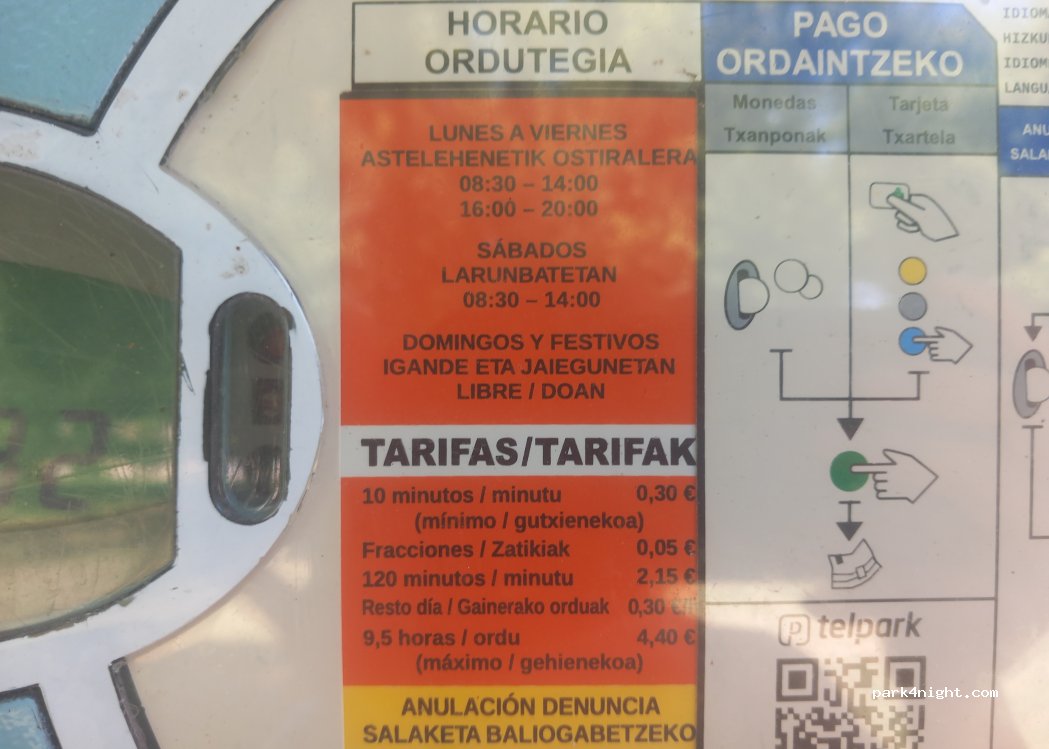 HORARIO
ORDUTEGIA
LUNES A VIERNES
ASTELEHENETIK OSTIRALERA
08:30 – 14:00
16:00 – 20:00
SÁBADOS
LARUNBATETAN
08:30 – 14:00
DOMINGOS Y FESTIVOS
IGANDE ETA JAIEGUNETAN
LIBRE / DOAN
TARIFAS/TARIFAK
10 minutos / minutu 0,30 €
(mínimo / gutxienekoa)
Fracciones / Zatikiak 0,05 €
120 minutos / minutu 2,15 €
Resto día / Gainerako orduak 0,30 €/h
9,5 horas / ordu 4,40 €
(máximo / gehienekoa)
ANULACIÓN DENUNCIA
SALAKETA BALIOGABETZEKO
PAGO
ORDAINTZEKO
Monedas
Txanponak
Tarjeta
Txartela
telpark
park4night.com